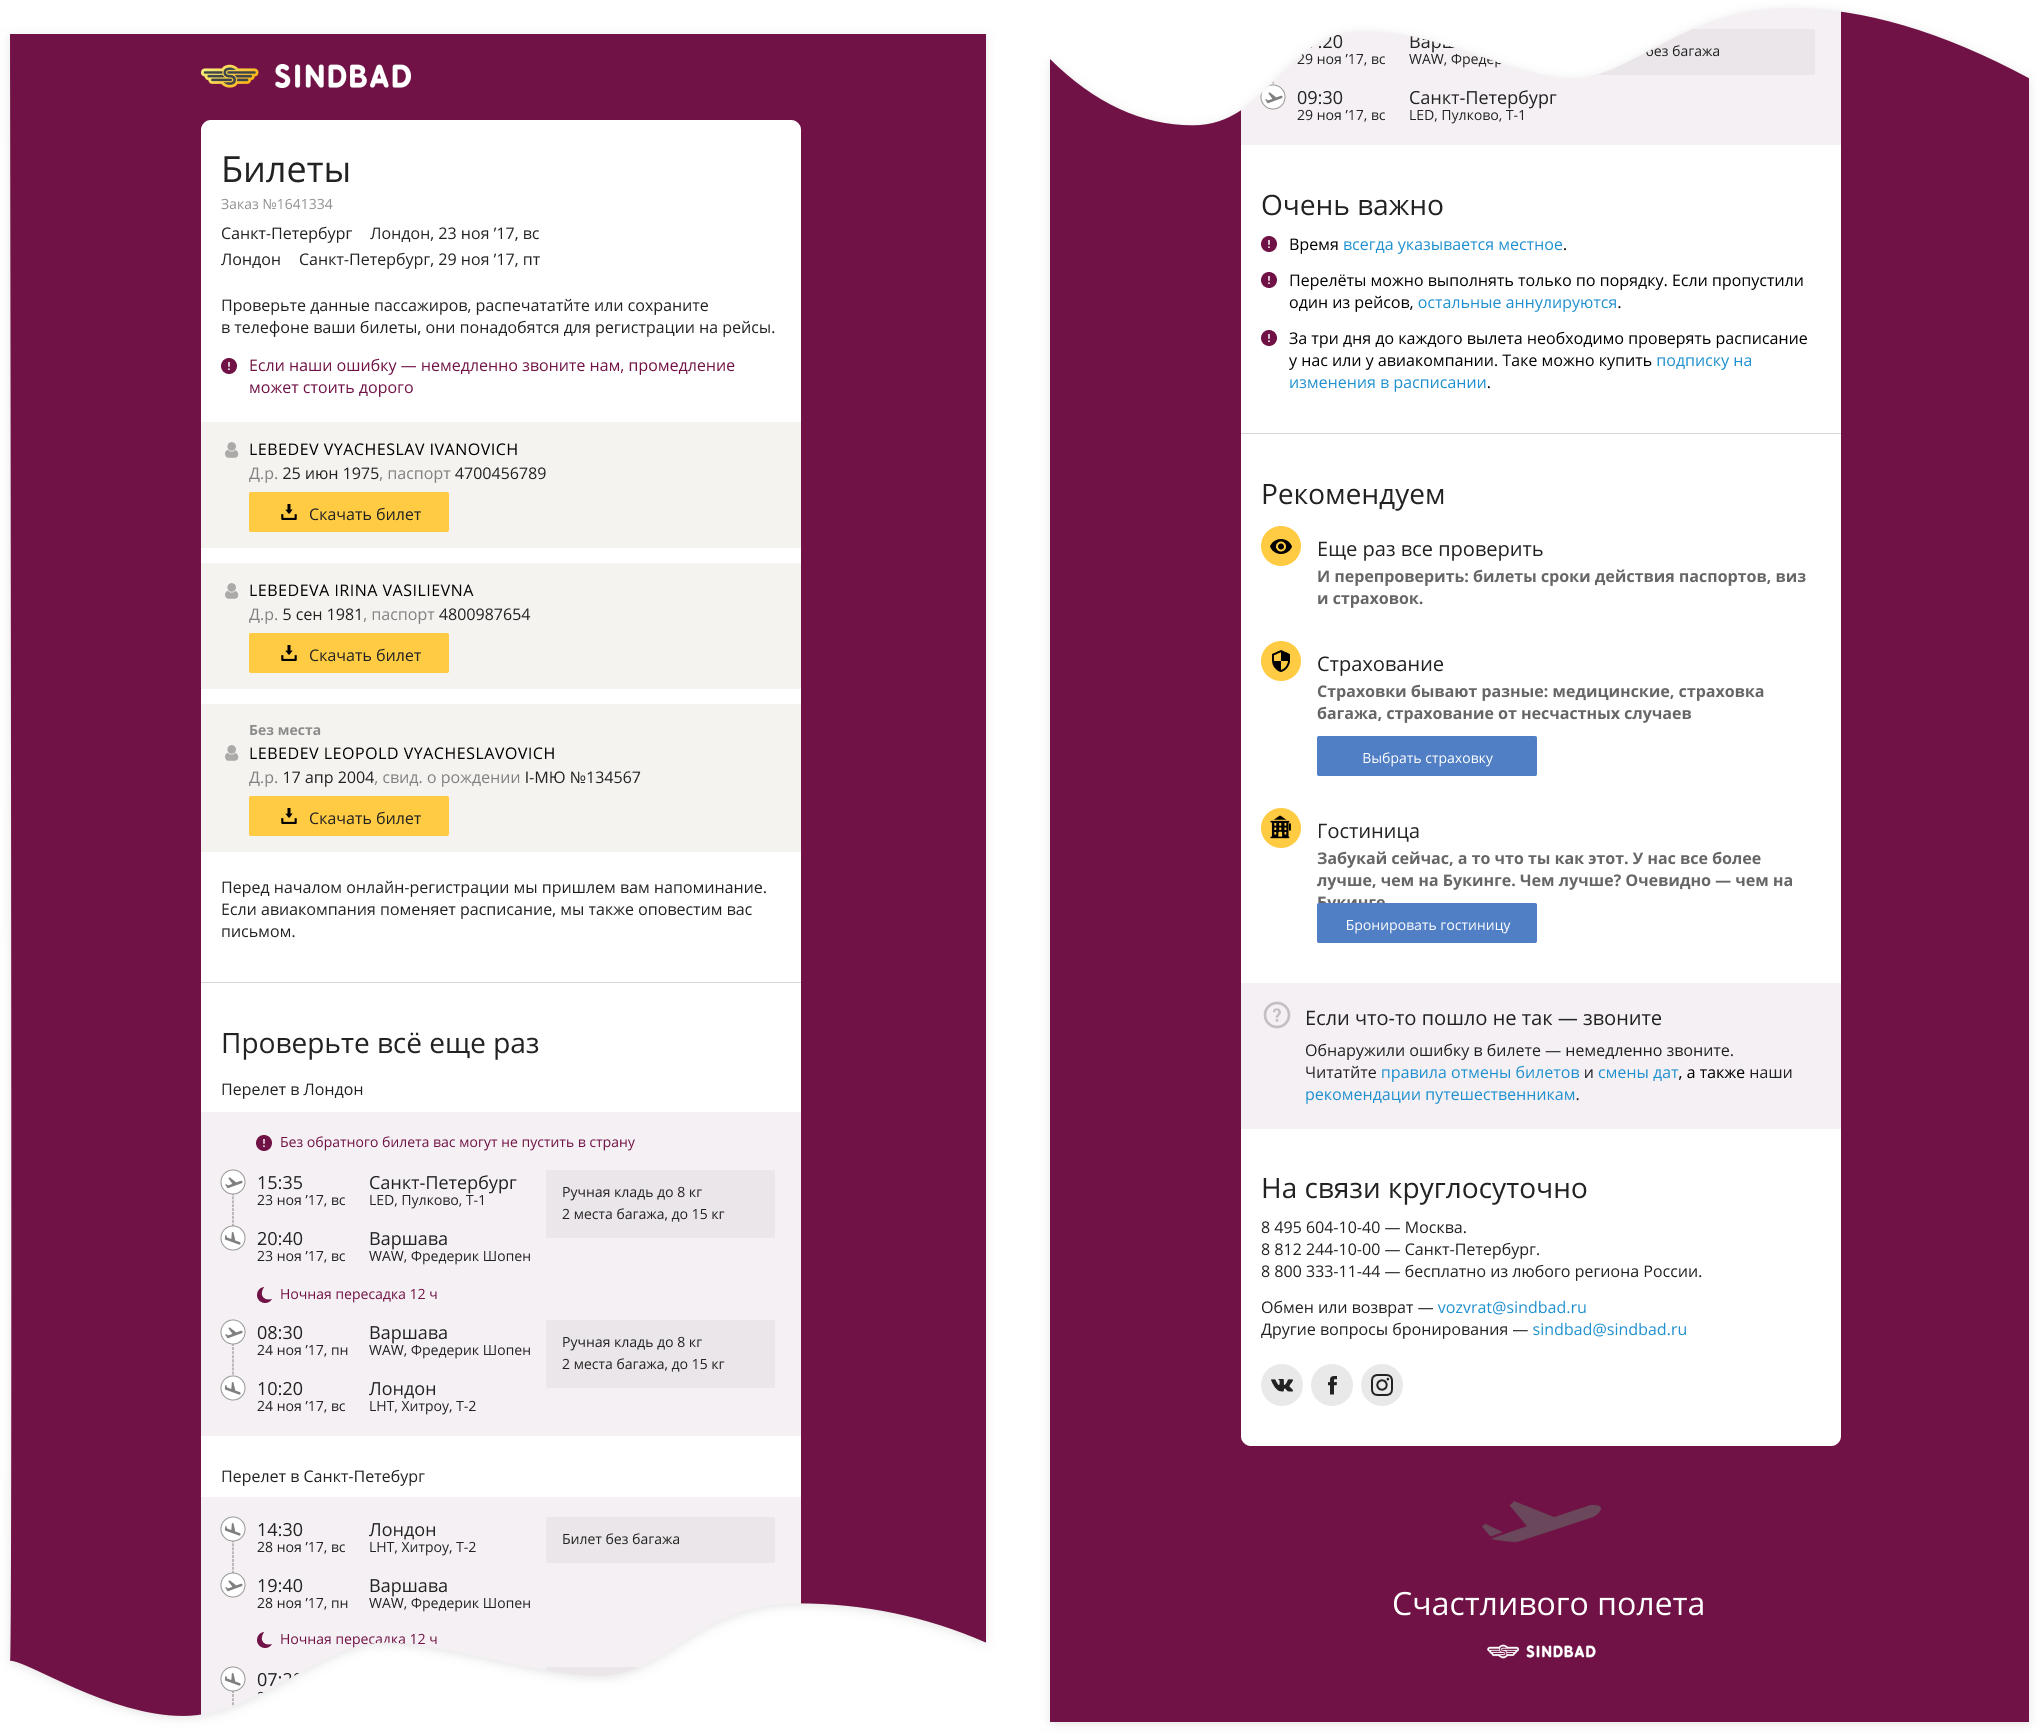 SINDBAD
Билеты
Заказ №1641334
Санкт-Петербург Лондон, 23 ноя ’17, вс
Лондон Санкт-Петербург, 29 ноя ’17, пт
Проверьте данные пассажиров, распечататйте или сохраните
в телефоне ваши билеты, они понадобятся для регистрации на рейсы.
Если наши ошибку — немедленно звоните нам, промедление
может стоить дорого
LEBEDEV VYACHESLAV IVANOVICH
Д.р. 25 июн 1975, паспорт 4700456789
Скачать билет
LEBEDEVA IRINA VASILIEVNA
Д.р. 5 сен 1981, паспорт 4800987654
Скачать билет
Без места
LEBEDEV LEOPOLD VYACHESLAVOVICH
Д.р. 17 апр 2004, свид. о рождении I-МЮ №134567
Скачать билет
Перед началом онлайн-регистрации мы пришлем вам напоминание.
Если авиакомпания поменяет расписание, мы также оповестим вас
письмом.
Проверьте всё еще раз
Перелет в Лондон
Без обратного билета вас могут не пустить в страну
15:35 Санкт-Петербург
23 ноя ’17, вс LED, Пулково, Т-1
Ручная кладь до 8 кг
2 места багажа, до 15 кг
20:40 Варшава
23 ноя ’17, вс WAW, Фредерик Шопен
Ночная пересадка 12 ч
08:30 Варшава
24 ноя ’17, пн WAW, Фредерик Шопен
Ручная кладь до 8 кг
2 места багажа, до 15 кг
10:20 Лондон
24 ноя ’17, вс LHT, Хитроу, Т-2
Перелет в Санкт-Петебург
14:30 Лондон
28 ноя ’17, вс LHT, Хитроу, Т-2
Билет без багажа
19:40 Варшава
28 ноя ’17, пн WAW, Фредерик Шопен
Ночная пересадка 12 ч
29 ноя ’17, вс WAW,
без багажа
09:30 Санкт-Петербург
29 ноя ’17, вс LED, Пулково, Т-1
Очень важно
Время всегда указывается местное.
Перелёты можно выполнять только по порядку. Если пропустили
один из рейсов, остальные аннулируются.
За три дня до каждого вылета необходимо проверять расписание
у нас или у авиакомпании. Таке можно купить подписку на
изменения в расписании.
Рекомендуем
Еще раз все проверить
И перепроверить: билеты сроки действия паспортов, виз
и страховок.
Страхование
Страховки бывают разные: медицинские, страховка
багажа, страхование от несчастных случаев
Выбрать страховку
Гостиница
Забукай сейчас, а то что ты как этот. У нас все более
лучше, чем на Букинге. Чем лучше? Очевидно — чем на
Бронировать гостиницу
Если что-то пошло не так — звоните
Обнаружили ошибку в билете — немедленно звоните.
Читатйте правила отмены билетов и смены дат, а также наши
рекомендации путешественникам.
На связи круглосуточно
8 495 604-10-40 — Москва.
8 812 244-10-00 — Санкт-Петербург.
8 800 333-11-44 — бесплатно из любого региона России.
Обмен или возврат — vozvrat@sindbad.ru
Другие вопросы бронирования — sindbad@sindbad.ru
Счастливого полета
SINDBAD